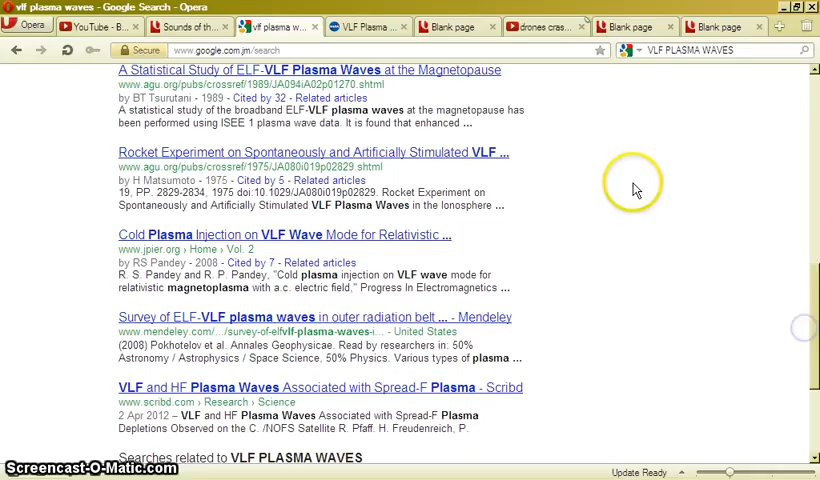 vlf plasma waves - Google Search - Opera
Opera
YouTube - B...
Sounds of th...
vlf plasma w...
VLF Plasma ...
Blank page
drones cras...
Blank page
Blank page
Secure
www.google.com.jm/search
VLF PLASMA WAVES
A Statistical Study of ELF-VLF Plasma Waves at the Magnetopause
www.agu.org/pubs/crossref/1989/JA094iA02p01270.shtml
by BT Tsurutani - 1989 - Cited by 32 - Related articles
A statistical study of the broadband ELF-VLF plasma waves at the magnetopause has
been performed using ISEE 1 plasma wave data. It is found that enhanced ...
Rocket Experiment on Spontaneously and Artificially Stimulated VLF ...
www.agu.org/pubs/crossref/1975/JA080i019p02829.shtml
by H Matsumoto - 1975 - Cited by 5 - Related articles
19, PP. 2829-2834, 1975 doi:10.1029/JA080i019p02829. Rocket Experiment on
Spontaneously and Artificially Stimulated VLF Plasma Waves in the Ionosphere ...
Cold Plasma Injection on VLF Wave Mode for Relativistic ...
www.jpier.org › Home › Vol. 2
by RS Pandey - 2008 - Cited by 7 - Related articles
R. S. Pandey and R. P. Pandey, "Cold plasma injection on VLF wave mode for
relativistic magnetoplasma with a.c. electric field," Progress In Electromagnetics ...
Survey of ELF-VLF plasma waves in outer radiation belt ... - Mendeley
www.mendeley.com/.../survey-of-elfvlf-plasma-waves-i... - United States
(2008) Pokhotelov et al. Annales Geophysicae. Read by researchers in: 50%
Astronomy / Astrophysics / Space Science, 50% Physics. Various types of plasma ...
VLF and HF Plasma Waves Associated with Spread-F Plasma - Scribd
www.scribd.com › Research › Science
2 Apr 2012 – VLF and HF Plasma Waves Associated with Spread-F Plasma
Depletions Observed on the C. /NOFS Satellite R. Pfaff. H. Freudenreich, P.
Searches related to VLF PLASMA WAVES
Screencast-O-Matic.com
Update Ready